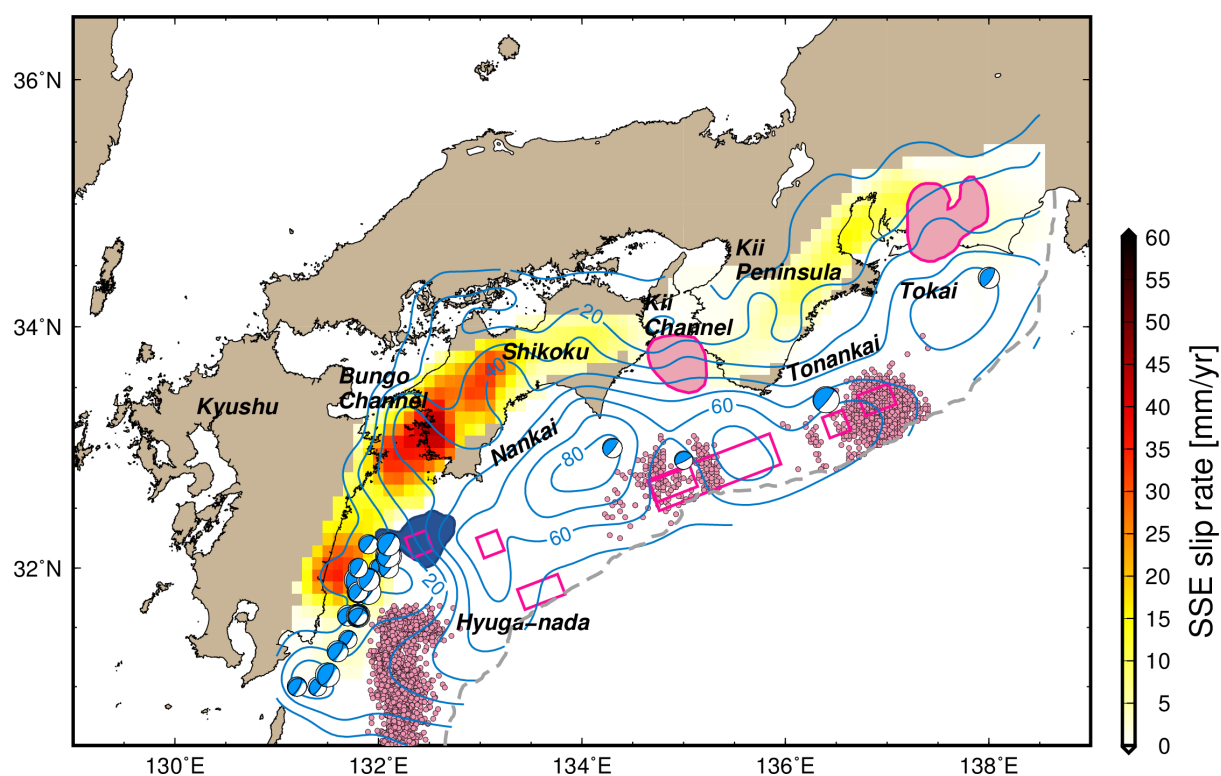 36°N
34°N
32°N
130°E
132°E
134°E
136°E
138°E
Kii
Peninsula
Kii
Channel
Tokai
Tonankai
Shikoku
Bungo
Channel
Kyushu
Nankai
Hyuga-nada
20
40
60
80
60
20
60
55
50
45
40
35
30
25
20
15
10
5
0
SSE slip rate [mm/yr]